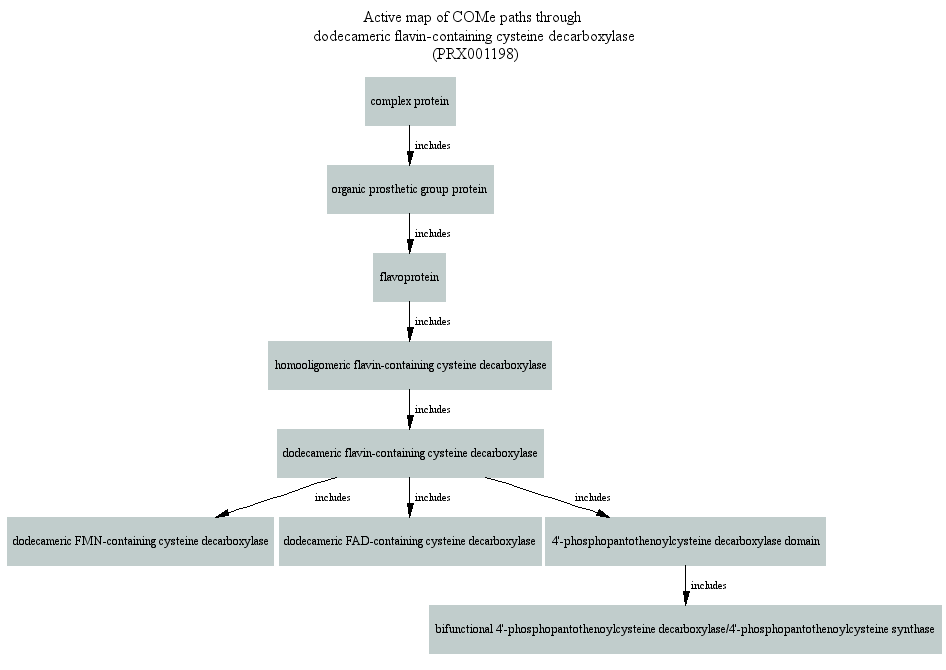 Active map of COMe paths through
dodecameric flavin-containing cysteine decarboxylase
(PRX001198)
complex protein
includes
organic prosthetic group protein
includes
flavoprotein
includes
homooligomeric flavin-containing cysteine decarboxylase
includes
dodecameric flavin-containing cysteine decarboxylase
includes
includes
includes
dodecameric FMN-containing cysteine decarboxylase
dodecameric FAD-containing cysteine decarboxylase
4'-phosphopantothenoylcysteine decarboxylase domain
includes
bifunctional 4'-phosphopantothenoylcysteine decarboxylase/4'-phosphopantothenoylcysteine synthase